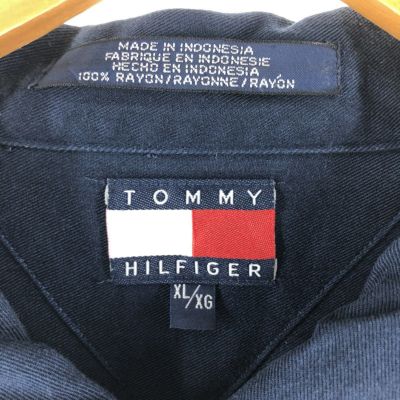 MADE IN INDONESIA
FABRIQUE EN INDONESIE
HECHO EN INDONESIA
100% RAYON/RAYONNE/RAYÓN
TOMMY
HILFIGER
XL/XG